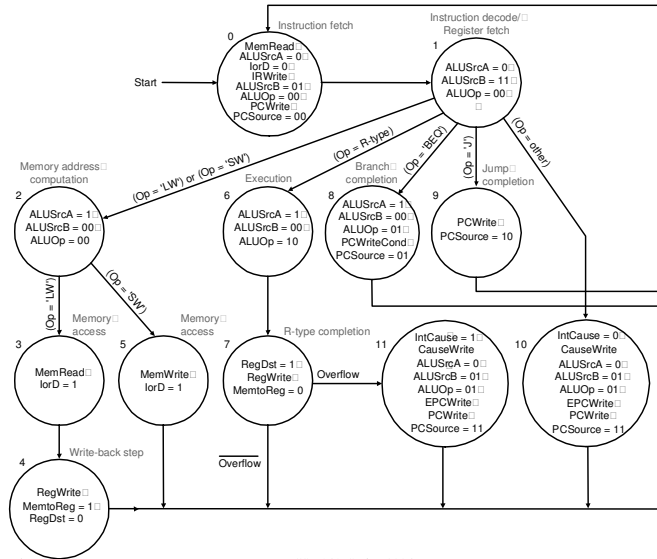 0
Instruction fetch
MemRead
ALUSrcA = 0
IorD = 0
IRWrite
ALUSrcB = 01
ALUOp = 00
PCWrite
PCSource = 00
Start
Instruction decode/
Register fetch
1
ALUSrcA = 0
ALUSrcB = 11
ALUOp = 00
(Op = 'LW') or (Op = 'SW')
(Op = R-type)
(Op = 'BEQ')
(Op = 'J')
(Op = other)
Memory address
computation
2
ALUSrcA = 1
ALUSrcB = 00
ALUOp = 00
Execution
6
ALUSrcA = 1
ALUSrcB = 00
ALUOp = 10
Branch
completion
8
ALUSrcA = 1
ALUSrcB = 00
ALUOp = 01
PCWriteCond
PCSource = 01
Jump
completion
9
PCWrite
PCSource = 10
(Op = 'LW')
(Op = 'SW')
Memory
access
3
MemRead
IorD = 1
Memory
access
5
MemWrite
IorD = 1
R-type completion
7
RegDst = 1
RegWrite
MemtoReg = 0
Overflow
Overflow
11
IntCause = 1
CauseWrite
ALUSrcA = 0
ALUSrcB = 01
ALUOp = 01
EPCWrite
PCWrite
PCSource = 11
10
IntCause = 0
CauseWrite
ALUSrcA = 0
ALUSrcB = 01
ALUOp = 01
EPCWrite
PCWrite
PCSource = 11
Write-back step
4
RegWrite
MemtoReg = 1
RegDst = 0